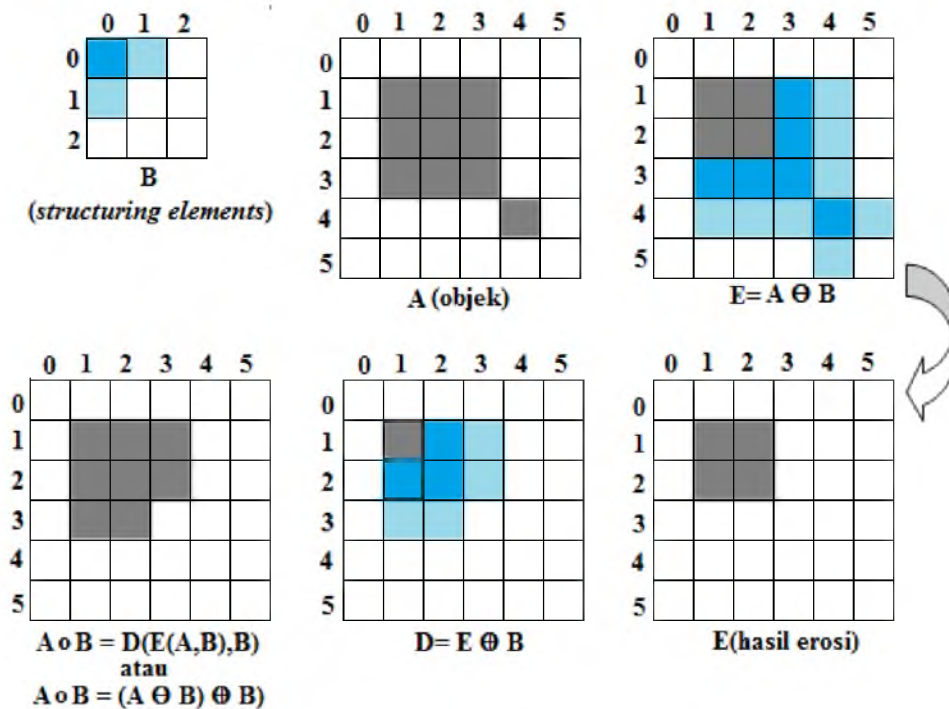 0 1 2
0
1
2
B
(structuring elements)
0 1 2 3 4 5
0
1
2
3
4
5
A (objek)
0 1 2 3 4 5
0
1
2
3
4
5
E= A ⊖ B
0 1 2 3 4 5
0
1
2
3
4
5
A o B = D(E(A,B),B)
atau
A o B = (A ⊖ B) ⊕ B)
0 1 2 3 4 5
0
1
2
3
4
5
D= E ⊕ B
0 1 2 3 4 5
0
1
2
3
4
5
E(hasil erosi)